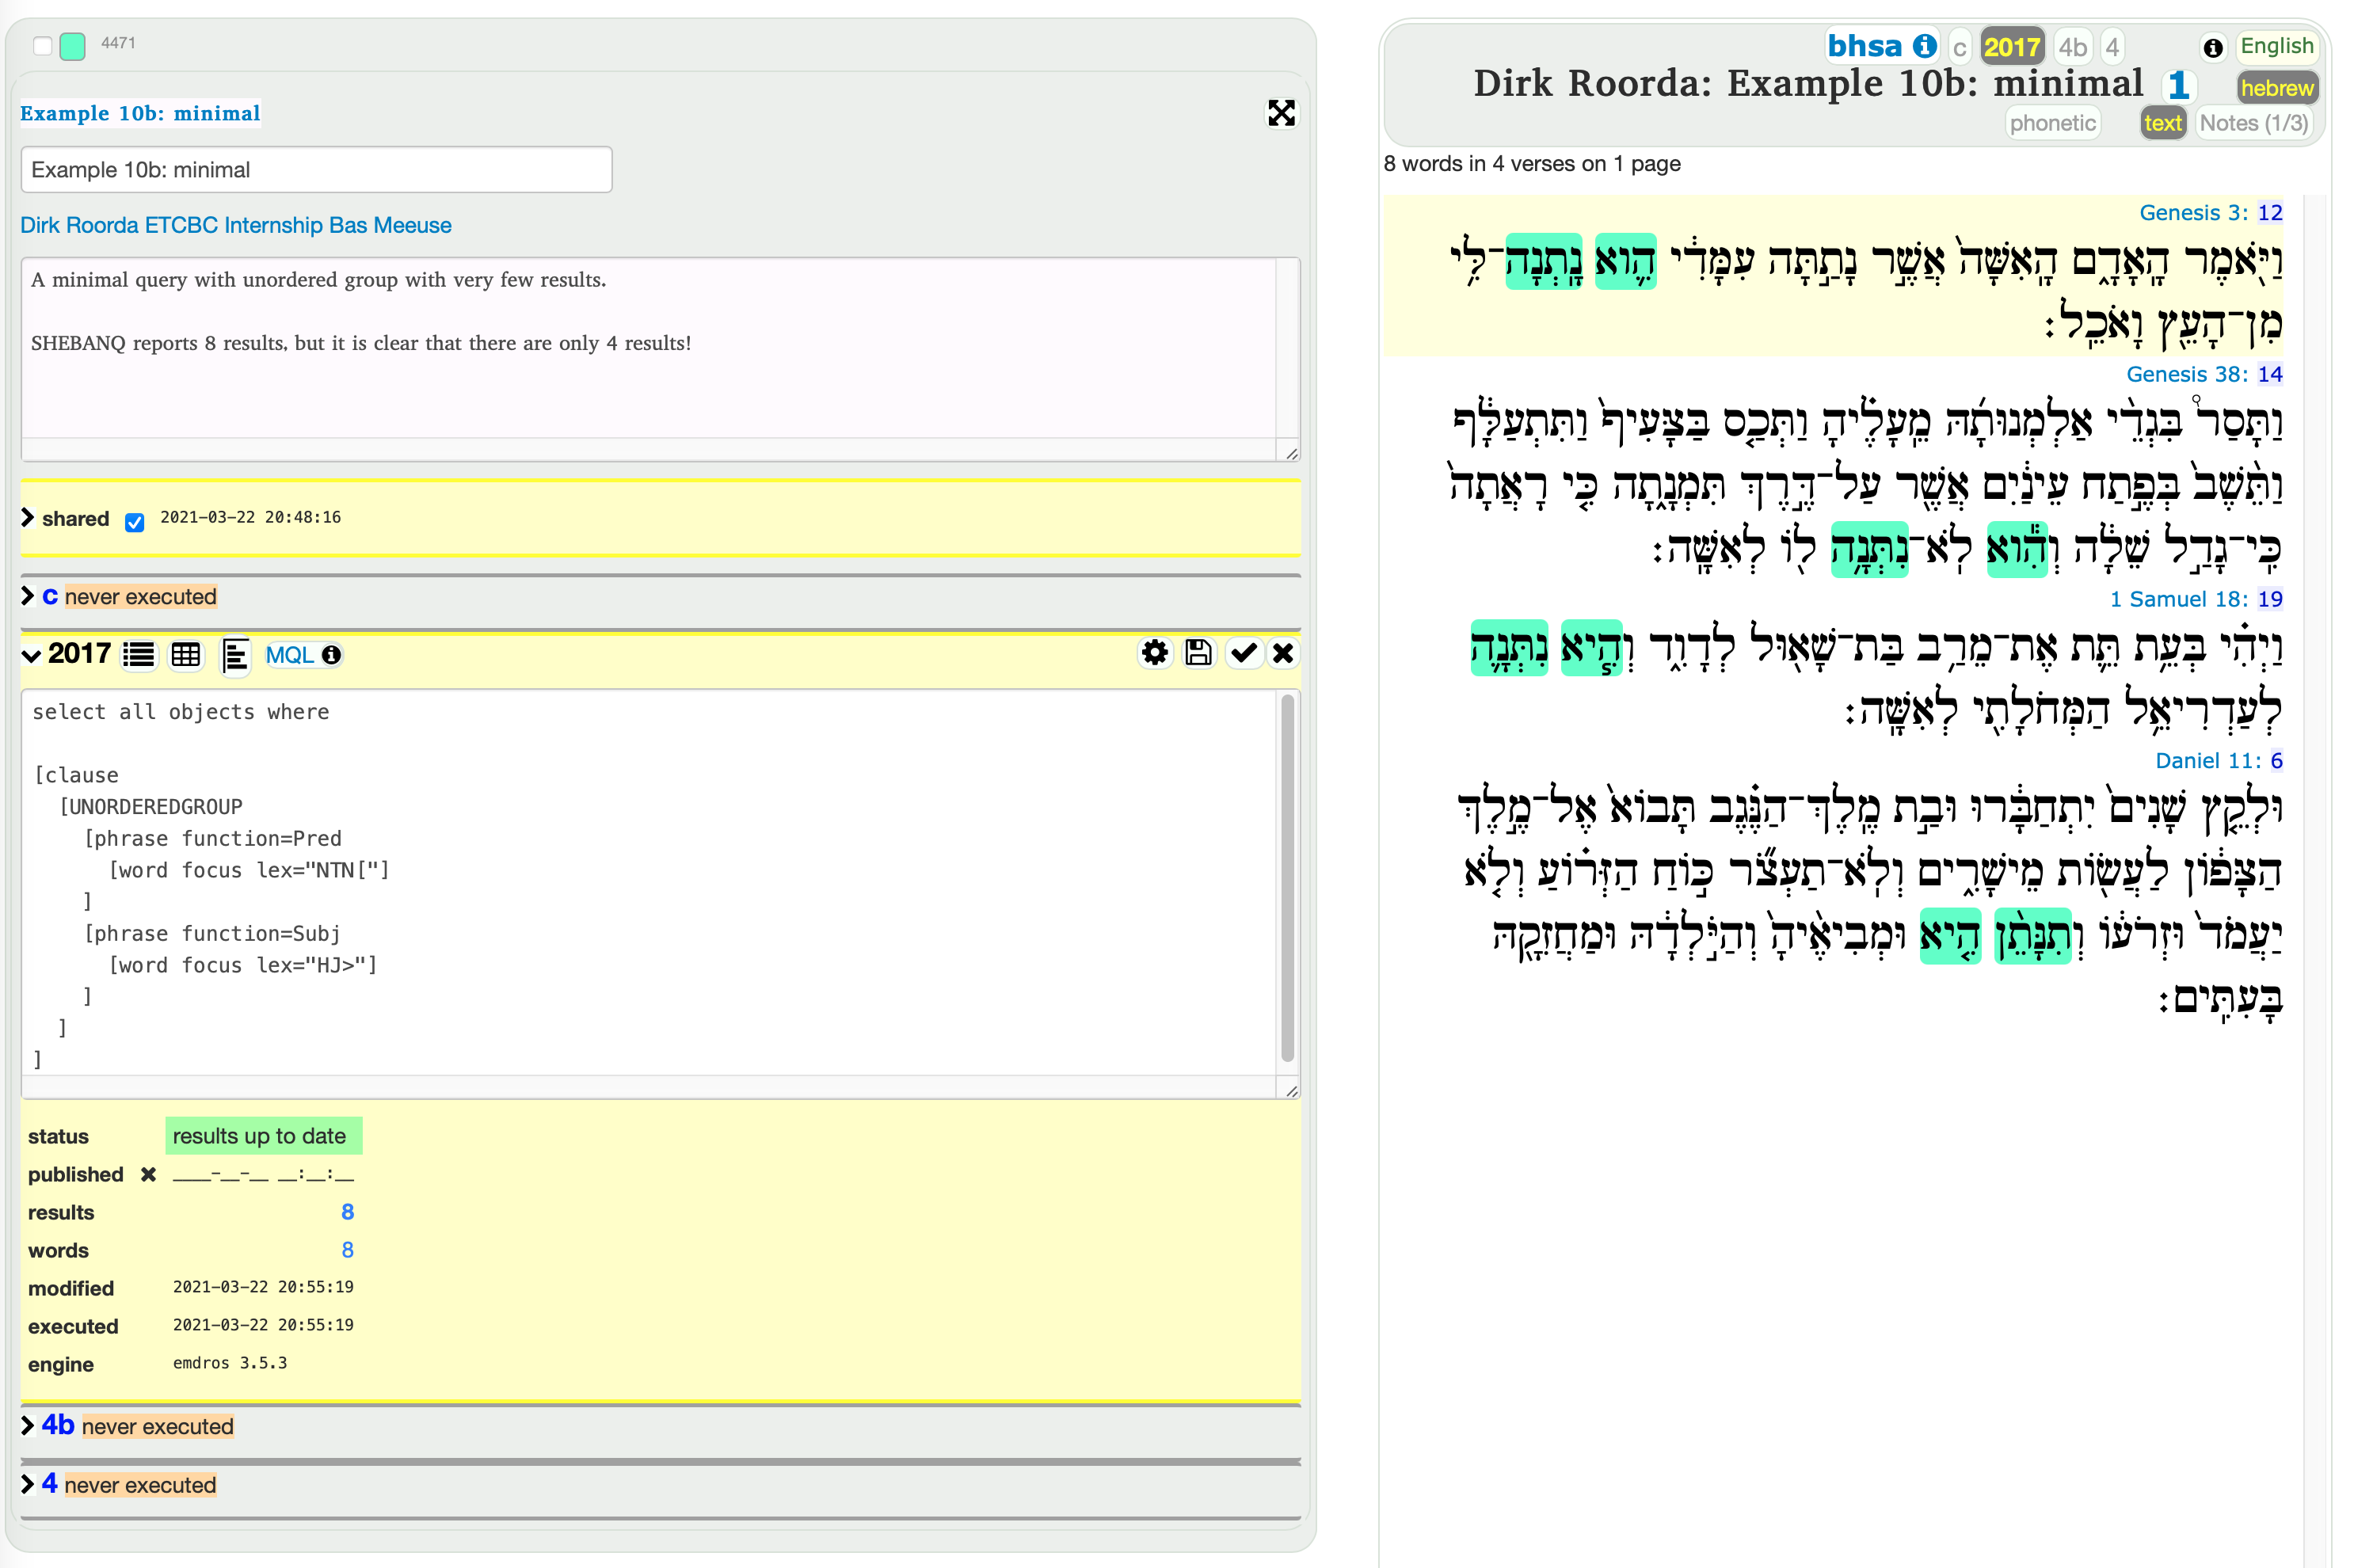 4471
Example 10b: minimal
Example 10b: minimal
Dirk Roorda ETCBC Internship Bas Meeuse
A minimal query with unordered group with very few results.
SHEBANQ reports 8 results, but it is clear that there are only 4 results!
shared 2021-03-22 20:48:16
c never executed
2017 MQL
select all objects where
[clause
[UNORDEREDGROUP
[phrase function=Pred
[word focus lex="NTN["]
]
[phrase function=Subj
[word focus lex="HJ>"]
]
]
]
status results up to date
published ____-__-__ __:__:__
results 8
words 8
modified 2021-03-22 20:55:19
executed 2021-03-22 20:55:19
engine emdros 3.5.3
4b never executed
4 never executed
bhsa c 2017 4b 4 English
Dirk Roorda: Example 10b: minimal 1 hebrew
phonetic text Notes (1/3)
8 words in 4 verses on 1 page
Genesis 3: 12
וַיֹּ֖אמֶר הָֽאָדָ֑ם הָֽאִשָּׁה֙ אֲשֶׁ֣ר נָתַ֣תָּה עִמָּדִ֔י הִ֛וא נָֽתְנָה־לִּ֥י
מִן־הָעֵ֖ץ וָאֹכֵֽל׃
Genesis 38: 14
וַתָּסַר֩ בִּגְדֵ֨י אַלְמְנוּתָ֜הּ מֵֽעָלֶ֗יהָ וַתְּכַ֤ס בַּצָּעִיף֙ וַתִּתְעַלָּ֔ף
וַתֵּ֙שֶׁב֙ בְּפֶ֣תַח עֵינַ֔יִם אֲשֶׁ֖ר עַל־דֶּ֣רֶךְ תִּמְנָ֑תָה כִּ֤י רָאֲתָה֙
כִּֽי־גָדַ֣ל שֵׁלָ֔ה וְהִ֕וא לֹֽא־נִתְּנָ֥ה ל֖וֹ לְאִשָּֽׁה׃
1 Samuel 18: 19
וַיְהִ֗י בְּעֵ֥ת תֵּ֛ת אֶת־מֵרַ֥ב בַּת־שָׁא֖וּל לְדָוִ֑ד וְהִ֧יא נִתְּנָ֛ה
לְעַדְרִיאֵ֥ל הַמְּחֹלָתִ֖י לְאִשָּֽׁה׃
Daniel 11: 6
וּלְקֵ֤ץ שָׁנִים֙ יִתְחַבָּ֔רוּ וּבַ֣ת מֶֽלֶךְ־הַנֶּ֗גֶב תָּבוֹא֙ אֶל־מֶ֣לֶךְ
הַצָּפ֔וֹן לַעֲשׂ֖וֹת מֵישָׁרִ֑ים וְלֹֽא־תַעְצֹ֞ר כּ֣וֹחַ הַזְּר֗וֹעַ וְלֹ֤א
יַעֲמֹד֙ וּזְרֹע֔וֹ וְתִנָּתֵ֨ן הִ֤יא וּמְבִיאֶ֙יהָ֙ וְהַיֹּ֣לְדָ֔הּ וּמַחֲזִקָ֖הּ
בָּעִתִּֽים׃